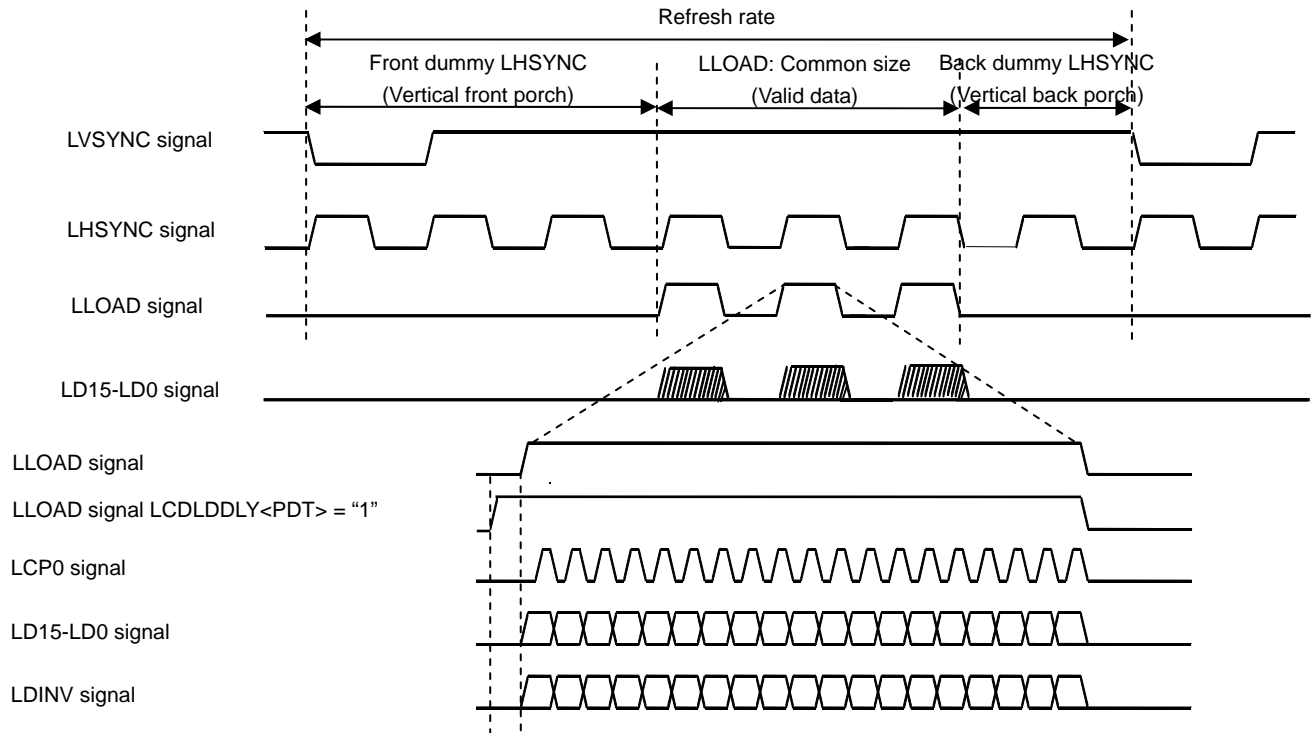 Refresh rate
Front dummy LHSYNC
(Vertical front porch)
LLOAD: Common size
(Valid data)
Back dummy LHSYNC
(Vertical back porch)
LVSYNC signal
LHSYNC signal
LLOAD signal
LD15-LD0 signal
LLOAD signal
LLOAD signal LCDLDDLY<PDT> = “1”
LCP0 signal
LD15-LD0 signal
LDINV signal